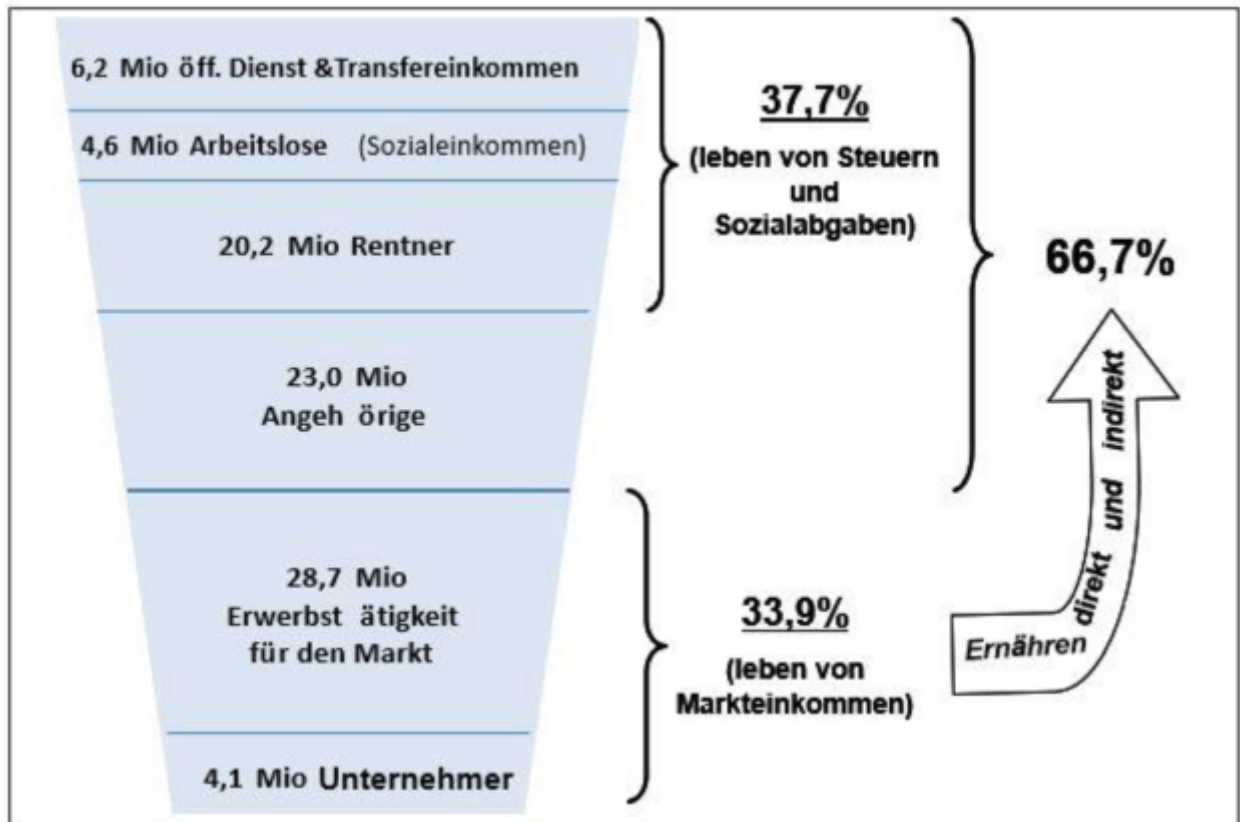 6,2 Mio öff. Dienst &Transfereinkommen
4,6 Mio Arbeitslose (Sozialeinkommen)
20,2 Mio Rentner
23,0 Mio
Angeh örige
28,7 Mio
Erwerbst ätigkeit
für den Markt
4,1 Mio Unternehmer
37,7%
(leben von Steuern
und
Sozialabgaben)
33,9%
(leben von
Markteinkommen)
66,7%
Ernähren direkt und indirekt